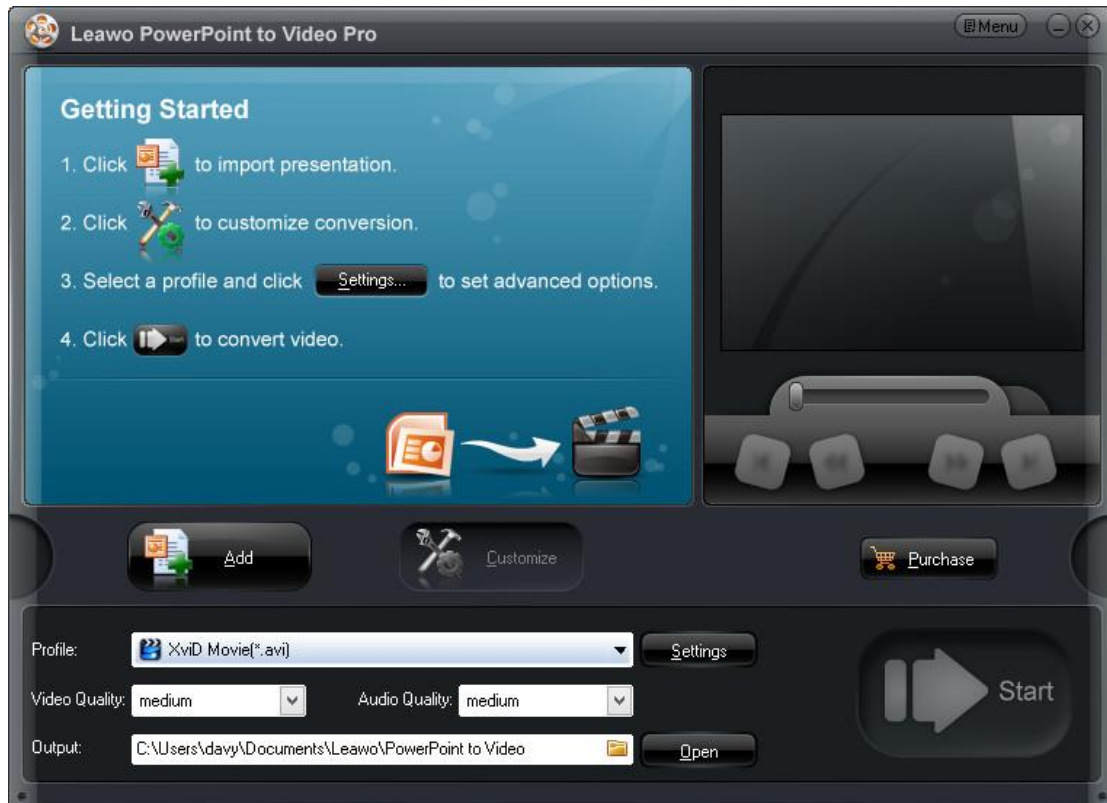 Leawo PowerPoint to Video Pro
Menu
Getting Started
1. Click to import presentation.
2. Click to customize conversion.
3. Select a profile and click Settings... to set advanced options.
4. Click to convert video.
Add
Customize
Purchase
Profile: XviD Movie(*.avi) Settings
Video Quality: medium Audio Quality: medium
Start
Output: C:\Users\davy\Documents\Leawo\PowerPoint to Video Open